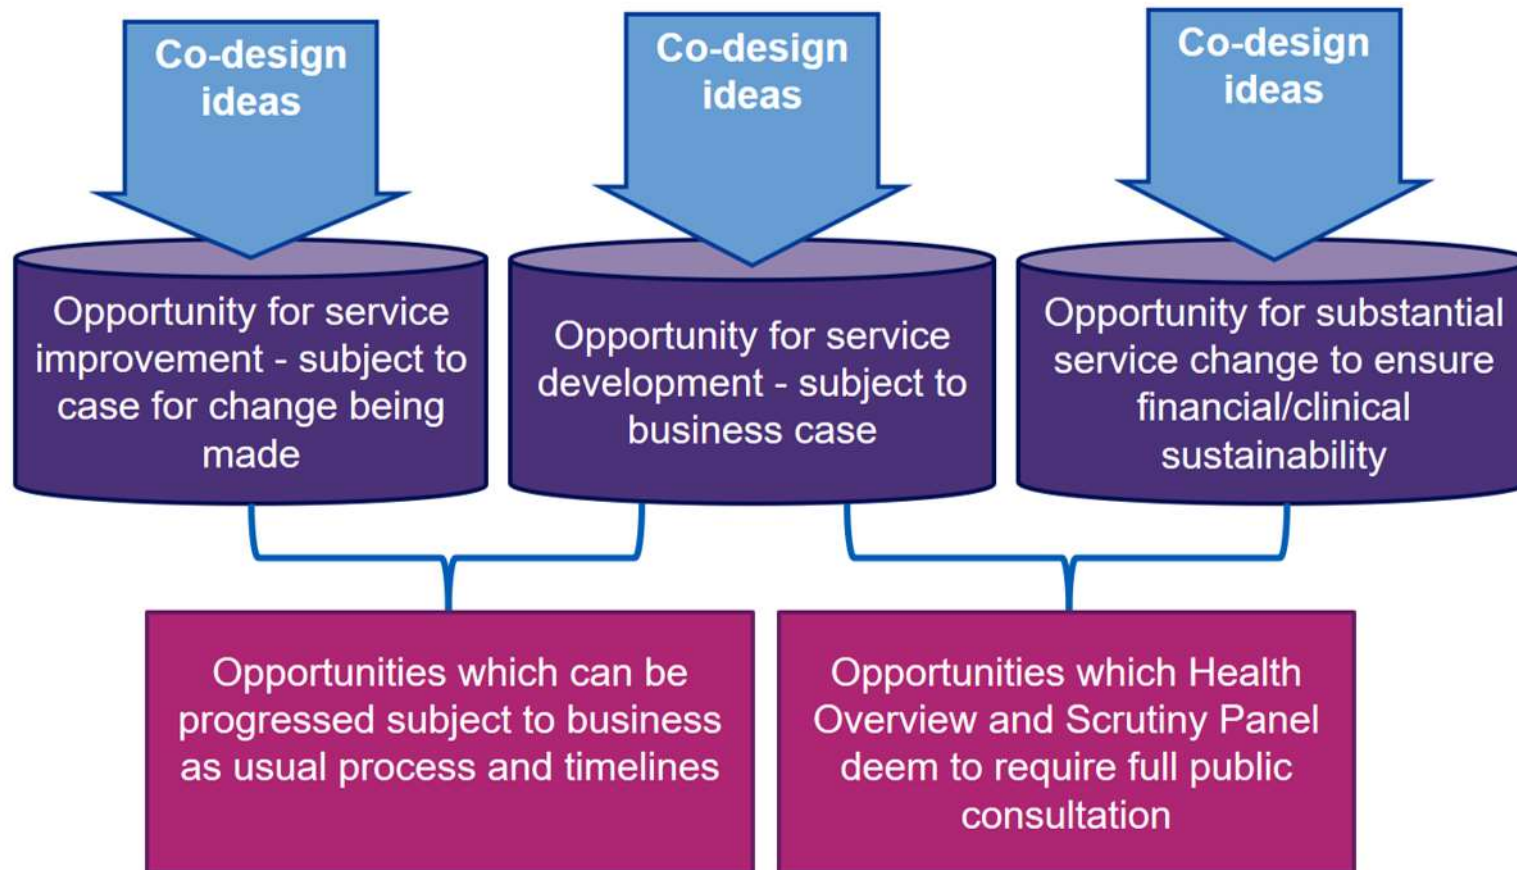 Co-design
ideas
Co-design
ideas
Co-design
ideas
Opportunity for service
improvement - subject to
case for change being
made
Opportunity for service
development - subject to
business case
Opportunity for substantial
service change to ensure
financial/clinical
sustainability
Opportunities which can be
progressed subject to business
as usual process and timelines
Opportunities which Health
Overview and Scrutiny Panel
deem to require full public
consultation